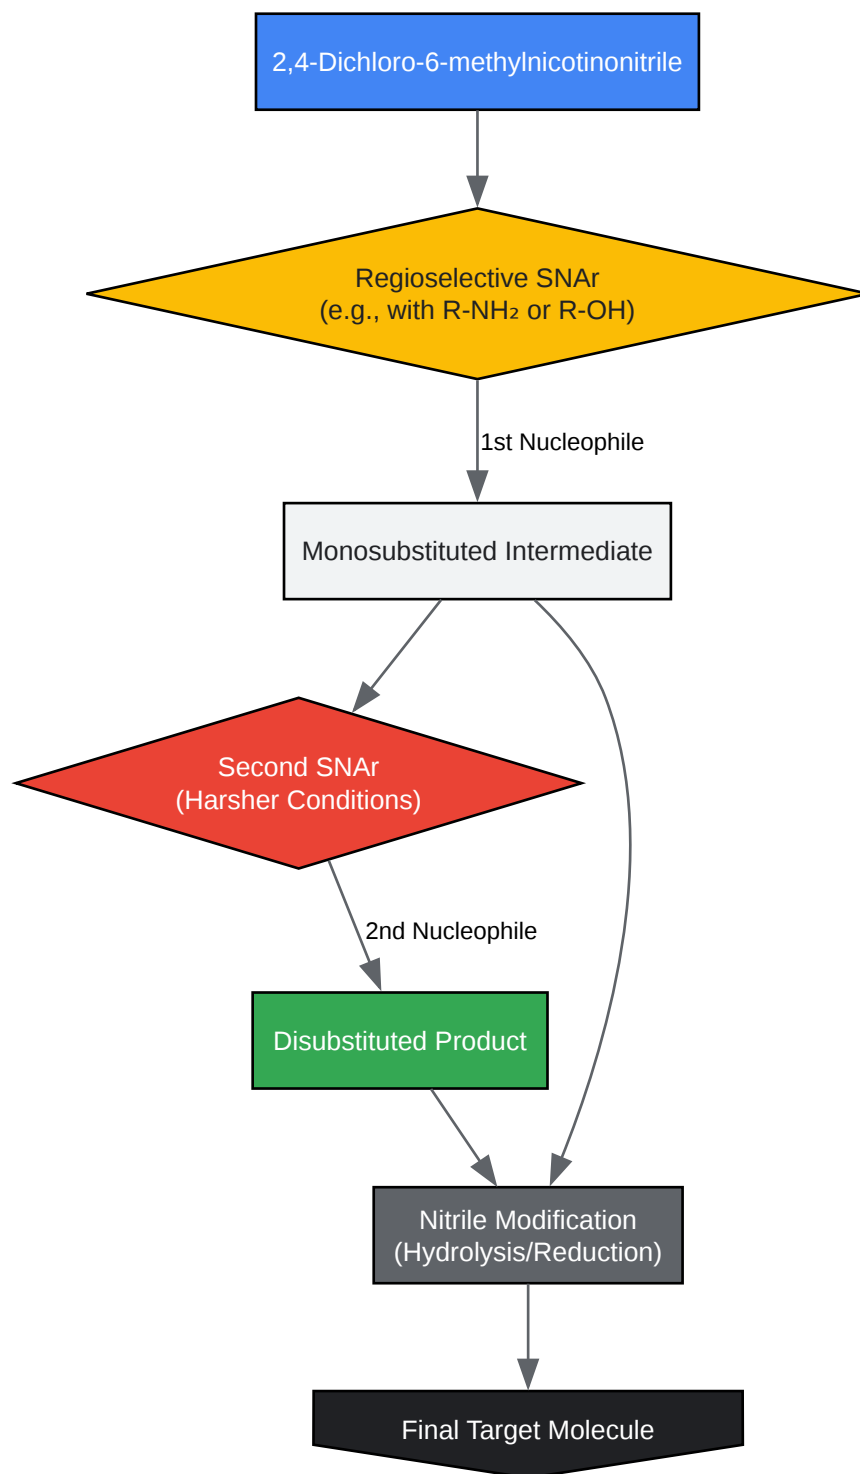 2,4-Dichloro-6-methylnicotinonitrile
Regioselective SNAr
(e.g., with R-NH₂ or R-OH)
1st Nucleophile
Monosubstituted Intermediate
Second SNAr
(Harsher Conditions)
2nd Nucleophile
Disubstituted Product
Nitrile Modification
(Hydrolysis/Reduction)
Final Target Molecule